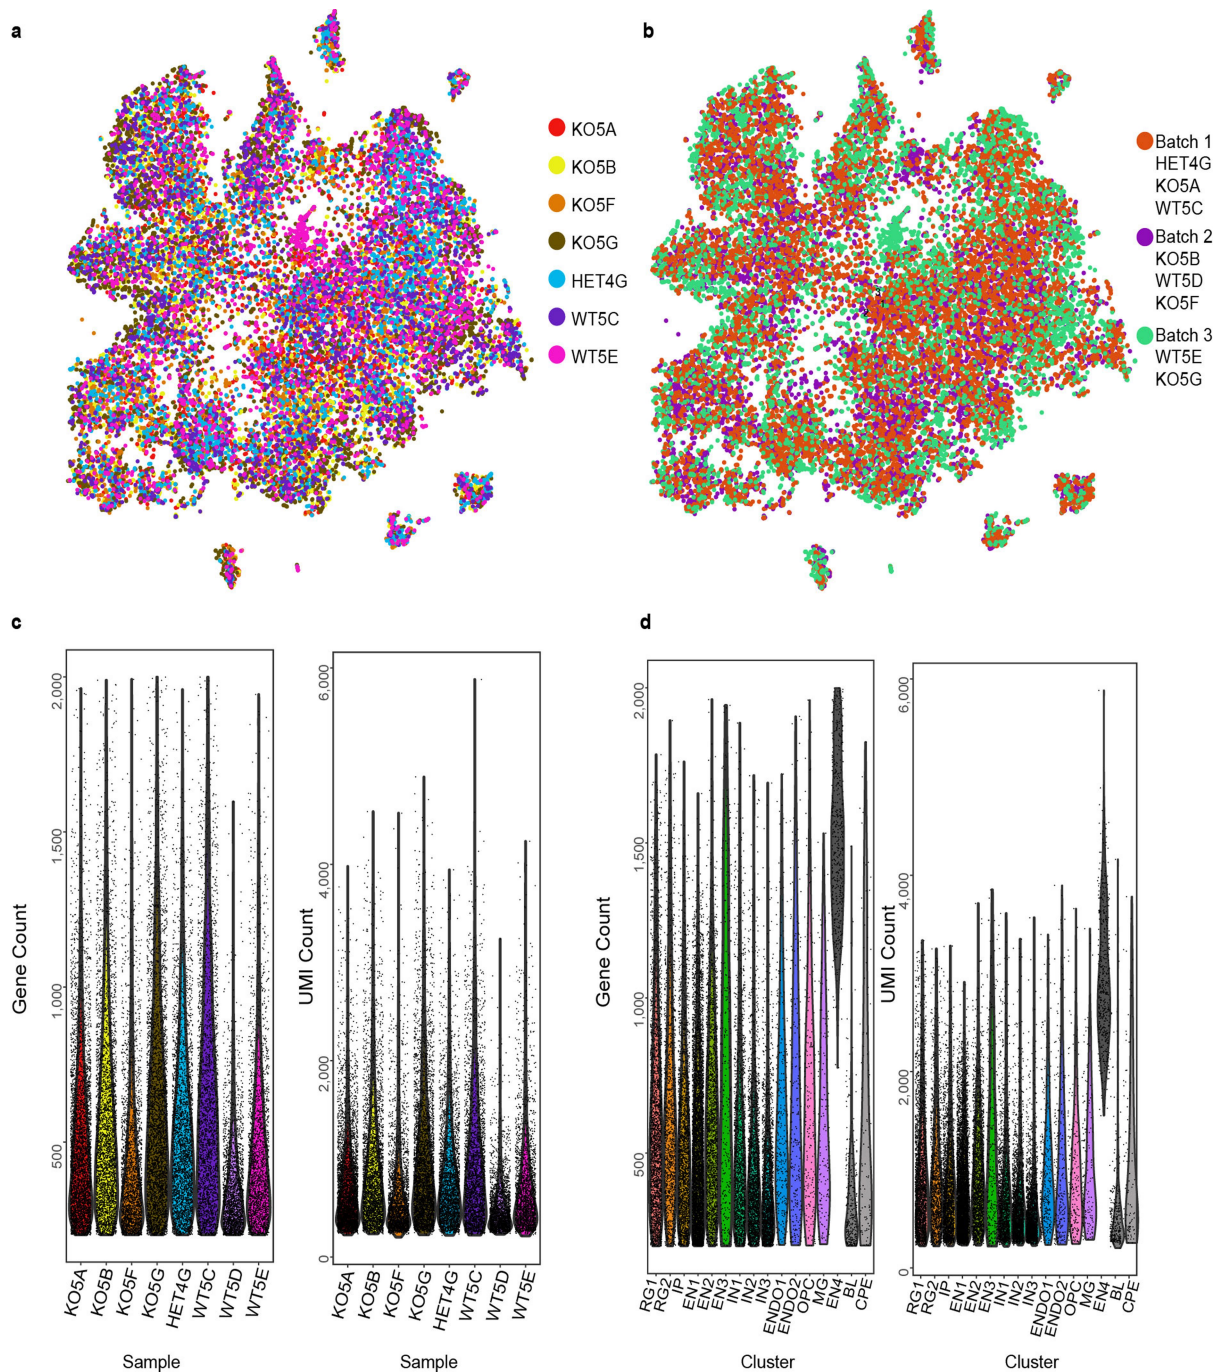 a
KO5A
KO5B
KO5F
KO5G
HET4G
WT5C
WT5E
b
Batch 1
HET4G
KO5A
WT5C
Batch 2
KO5B
WT5D
KO5F
Batch 3
WT5E
KO5G
c
Gene Count
2,000
1,500
1,000
500
KO5A
KO5B
KO5F
KO5G
HET4G
WT5C
WT5D
WT5E
Sample
UMI Count
6,000
4,000
2,000
0
KO5A
KO5B
KO5F
KO5G
HET4G
WT5C
WT5D
WT5E
Sample
d
Gene Count
2,000
1,500
1,000
500
RG1
RG2
IP
EN1
EN2
EN3
IN1
IN2
IN3
ENDO1
ENDO2
OPC
MG
EN4
BL
CPE
Cluster
UMI Count
6,000
4,000
2,000
0
RG1
RG2
IP
EN1
EN2
EN3
IN1
IN2
IN3
ENDO1
ENDO2
OPC
MG
EN4
BL
CPE
Cluster